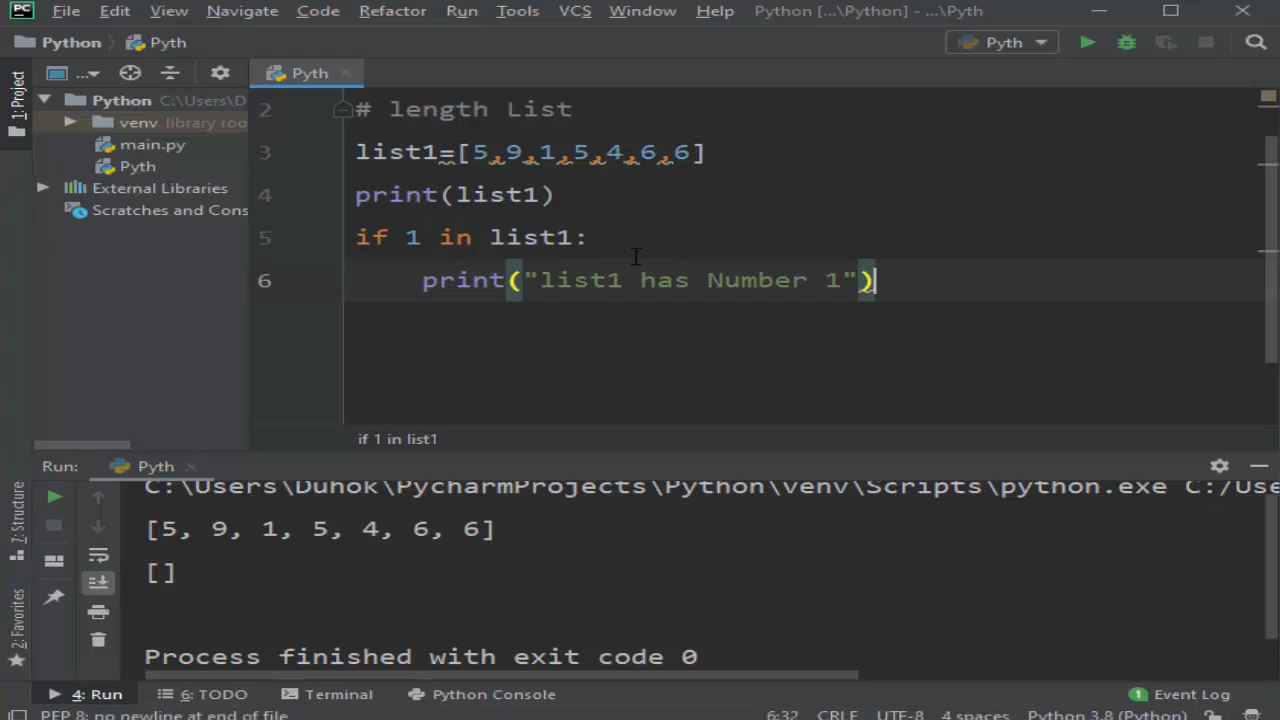 File Edit View Navigate Code Refactor Run Tools VCS Window Help Python [...\Python] - ...\Pyth
Python Pyth Pyth
1: Project ... Pyth
Python C:\Users\D
venv library roo
main.py
Pyth
External Libraries
Scratches and Cons
2 # length List
3 list1=[5,9,1,5,4,6,6]
4 print(list1)
5 if 1 in list1:
6 print("list1 has Number 1")
if 1 in list1
Run: Pyth
C:\Users\Duhok\PycharmProjects\Python\venv\Scripts\python.exe C:/Use
[5, 9, 1, 5, 4, 6, 6]
[]
Process finished with exit code 0
7: Structure
2: Favorites
4: Run 6: TODO Terminal Python Console 1 Event Log
PEP 8: no newline at end of file 6:32 CRLF UTF-8 4 spaces Python 3.8 (Python)